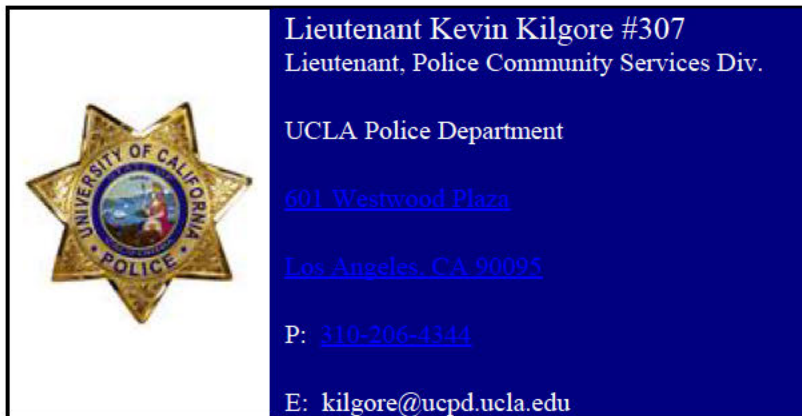 Lieutenant Kevin Kilgore #307
Lieutenant, Police Community Services Div.
UCLA Police Department
601 Westwood Plaza
Los Angeles, CA 90095
P: 310-206-4344
E: kilgore@ucpd.ucla.edu
UNIVERSITY OF CALIFORNIA
POLICE